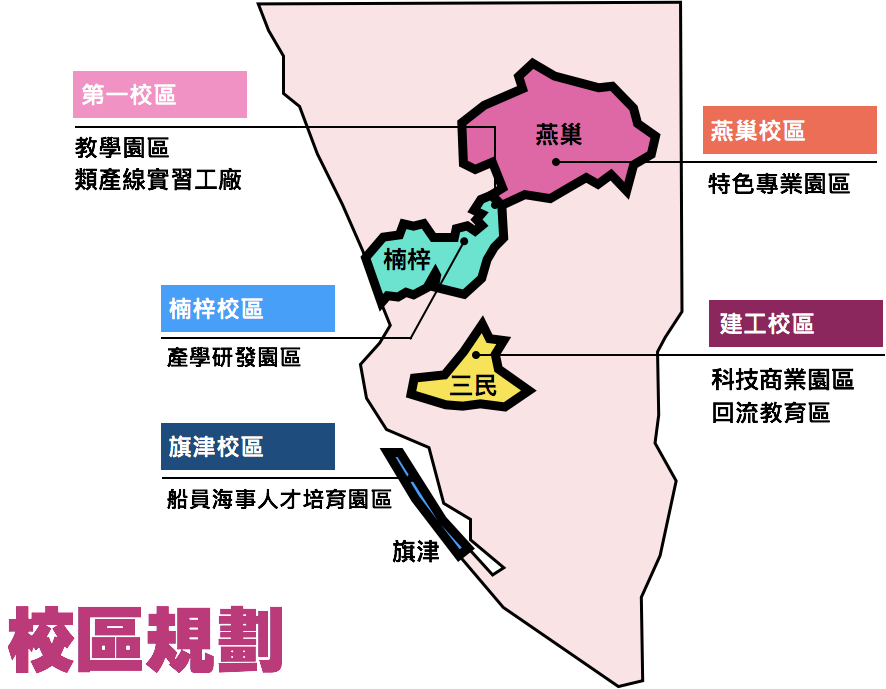 第一校區
教學園區
類產線實習工廠
燕巢
燕巢校區
特色專業園區
楠梓
楠梓校區
產學研發園區
建工校區
科技商業園區
回流教育區
三民
旗津校區
船員海事人才培育園區
旗津
校區規劃